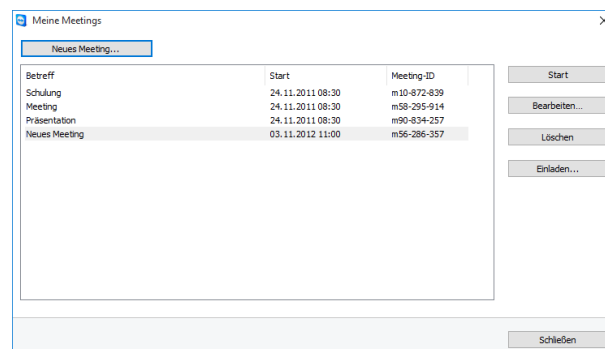 Meine Meetings
Neues Meeting...
Betreff Start Meeting-ID
Schulung 24.11.2011 08:30 m10-872-839
Meeting 24.11.2011 08:30 m58-295-914
Präsentation 24.11.2011 08:30 m90-834-257
Neues Meeting 03.11.2012 11:00 m56-286-357
Start
Bearbeiten...
Löschen
Einladen...
Schließen